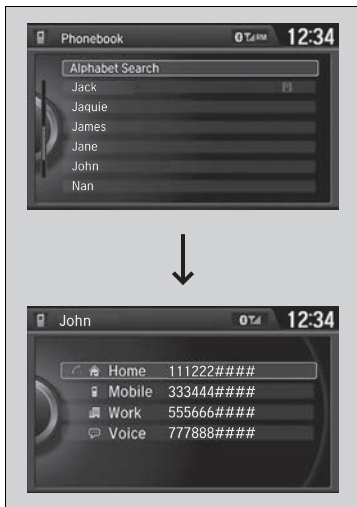 Phonebook 12:34
Alphabet Search
Jack
Jaquie
James
Jane
John
Nan
John 12:34
Home 111222####
Mobile 333444####
Work 555666####
Voice 777888####